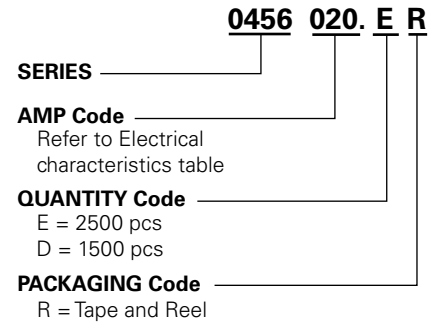 0456 020. E R
SERIES
AMP Code
Refer to Electrical
characteristics table
QUANTITY Code
E = 2500 pcs
D = 1500 pcs
PACKAGING Code
R = Tape and Reel